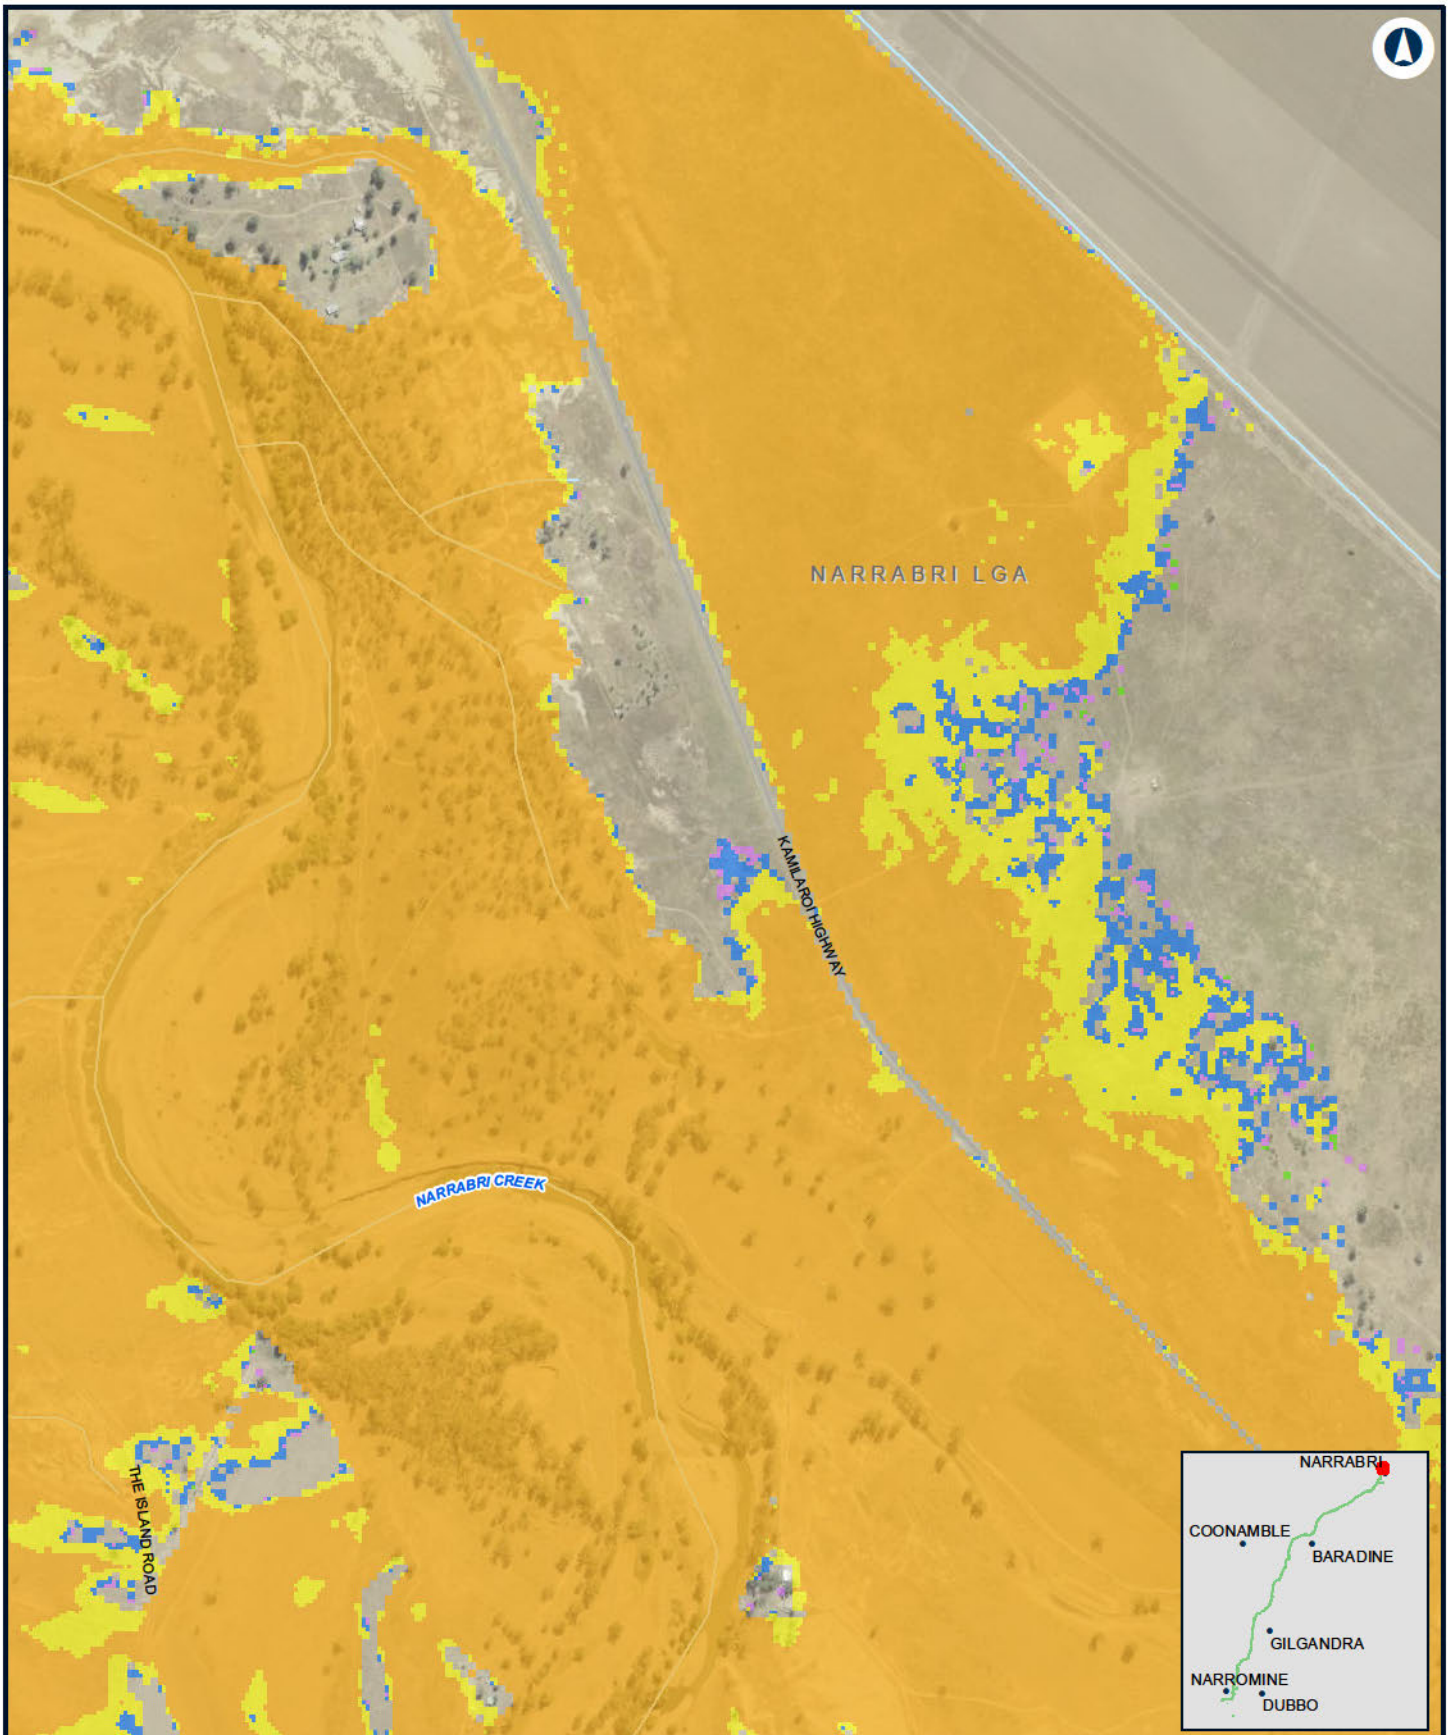 NARRABRI LGA
KAMILAROI HIGHWAY
NARRABRI CREEK
THE ISLAND ROAD
NARRABRI
COONAMBLE
BARADINE
GILGANDRA
NARROMINE
DUBBO